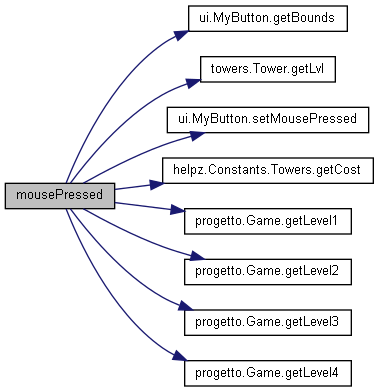 ui.MyButton.getBounds
towers.Tower.getLvl
ui.MyButton.setMousePressed
helpz.Constants.Towers.getCost
mousePressed
progetto.Game.getLevel1
progetto.Game.getLevel2
progetto.Game.getLevel3
progetto.Game.getLevel4